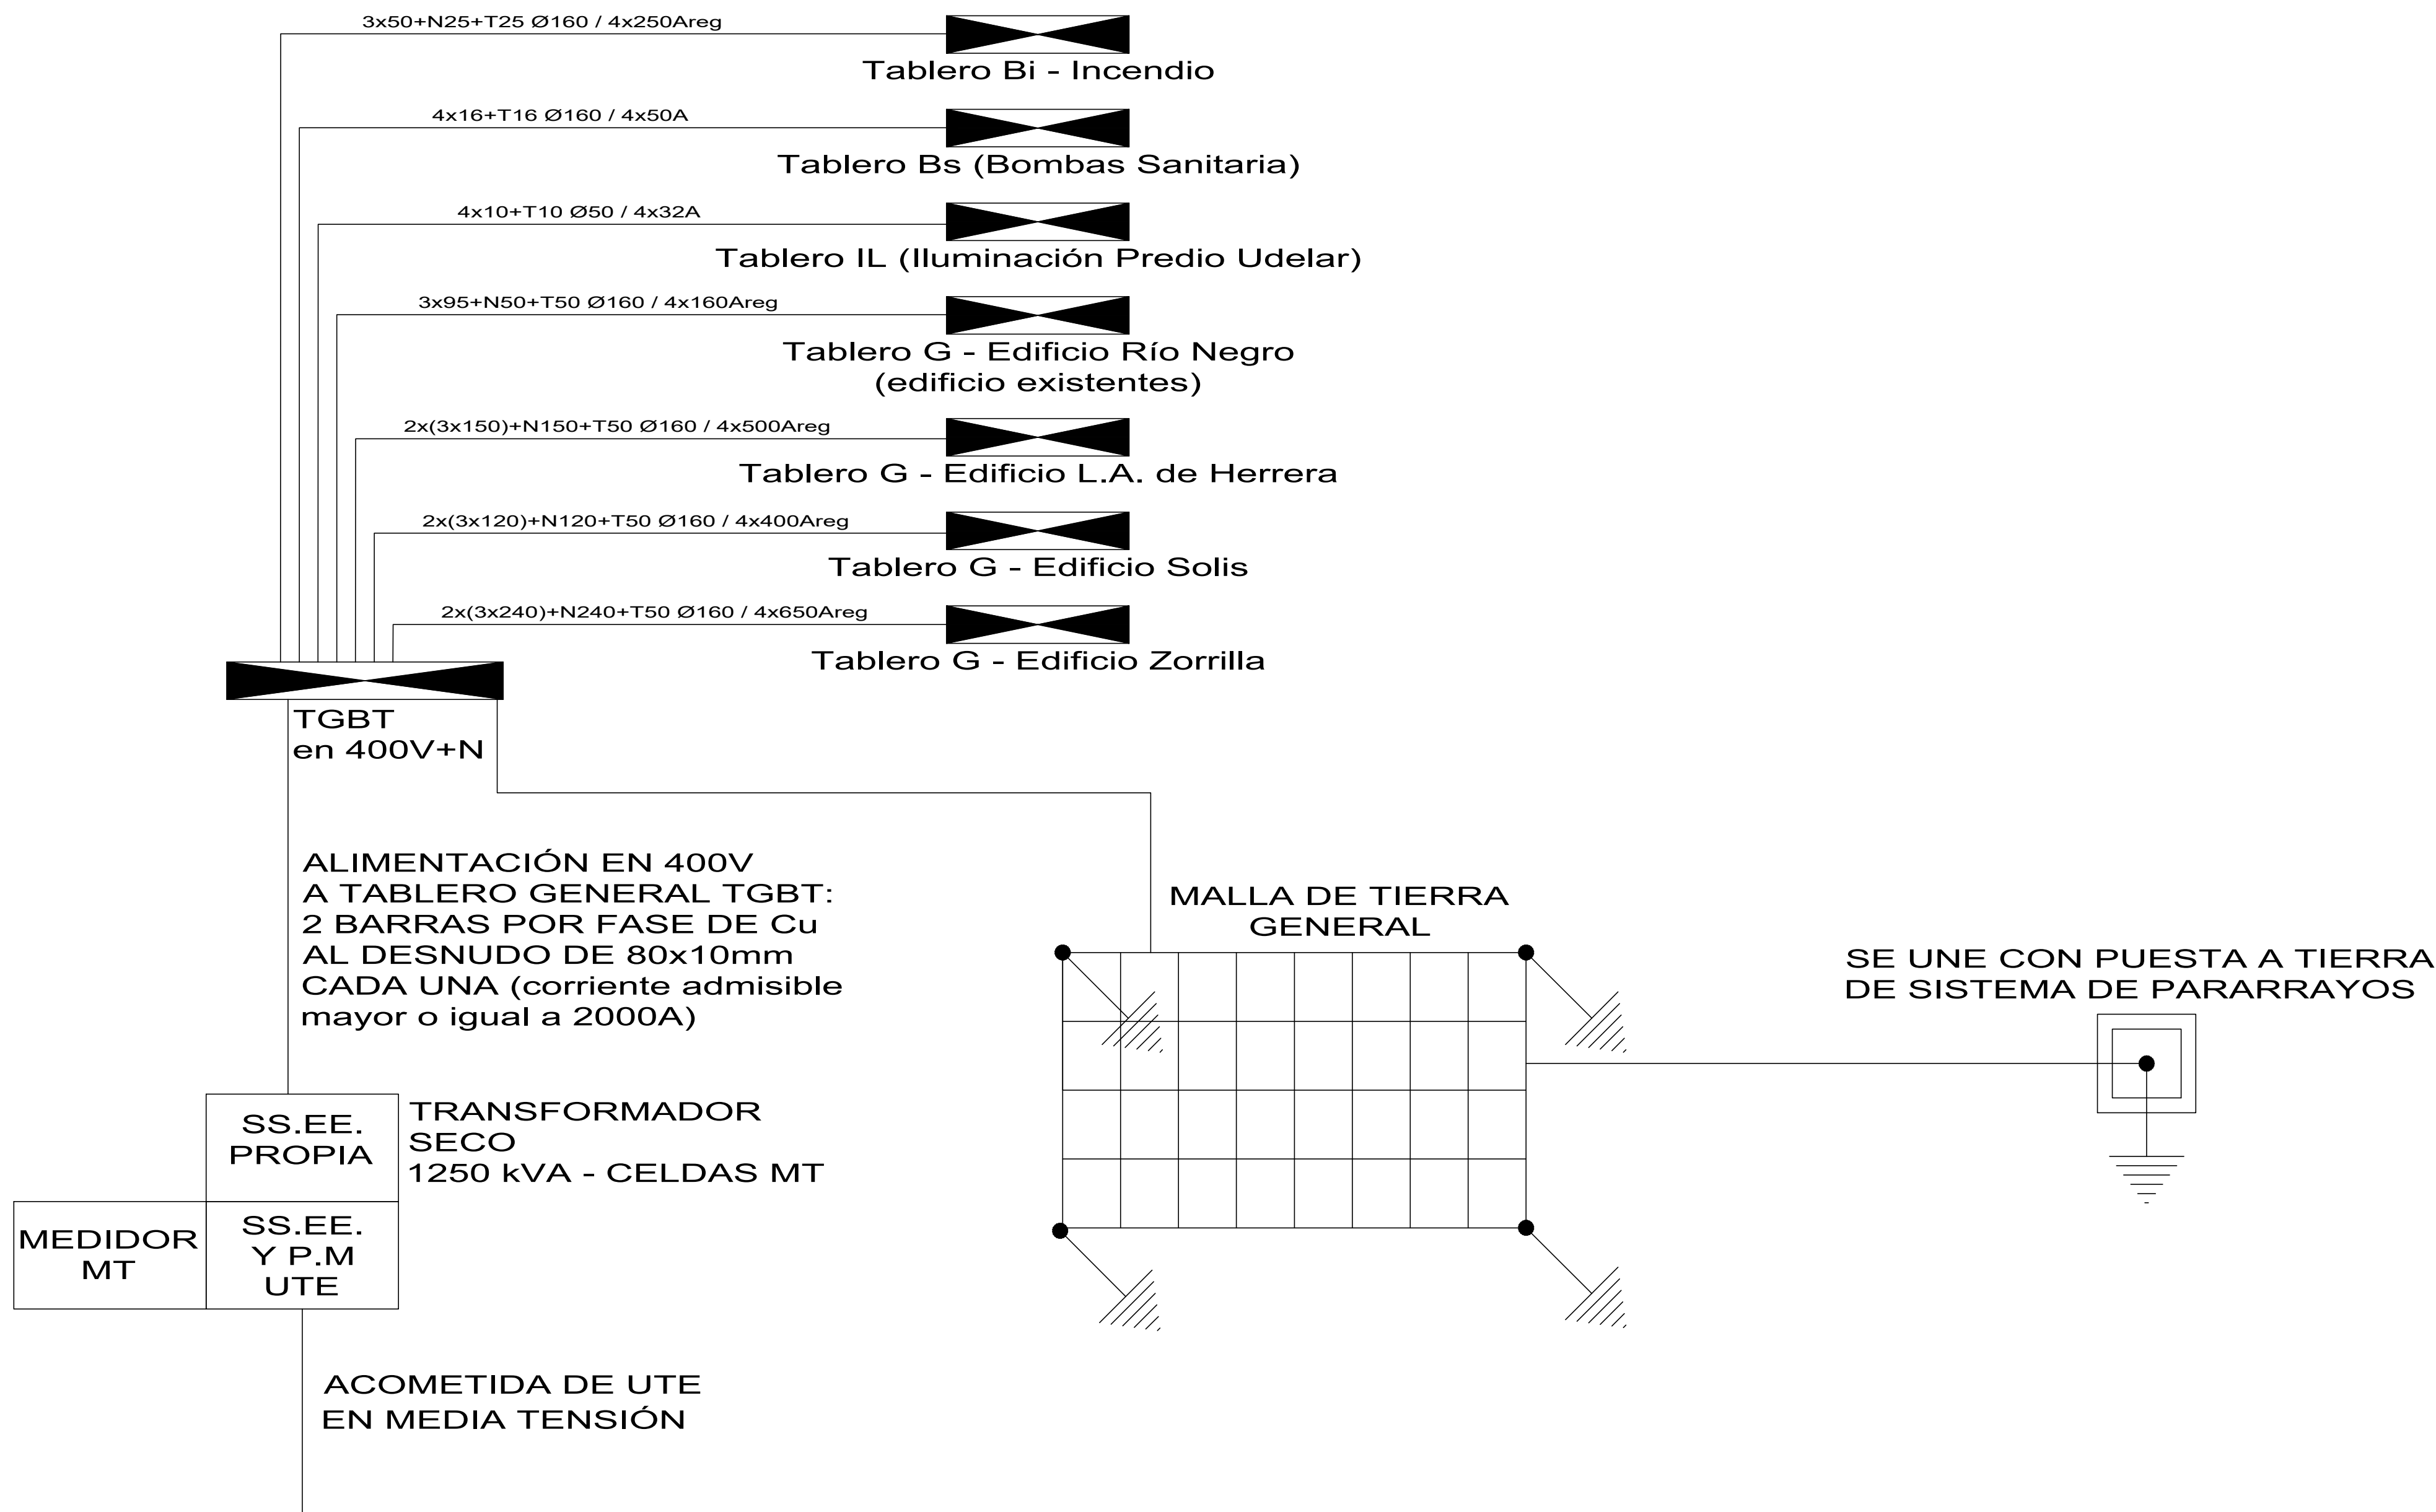 3x50+N25+T25 Ø160 / 4x250Areg
Tablero Bi - Incendio
4x16+T16 Ø160 / 4x50A
Tablero Bs (Bombas Sanitaria)
4x10+T10 Ø50 / 4x32A
Tablero IL (Iluminación Predio Udelar)
3x95+N50+T50 Ø160 / 4x160Areg
Tablero G - Edificio Río Negro
(edificio existentes)
2x(3x150)+N150+T50 Ø160 / 4x500Areg
Tablero G - Edificio L.A. de Herrera
2x(3x120)+N120+T50 Ø160 / 4x400Areg
Tablero G - Edificio Solis
2x(3x240)+N240+T50 Ø160 / 4x650Areg
Tablero G - Edificio Zorrilla
TGBT
en 400V+N
ALIMENTACIÓN EN 400V
A TABLERO GENERAL TGBT:
2 BARRAS POR FASE DE Cu
AL DESNUDO DE 80x10mm
CADA UNA (corriente admisible
mayor o igual a 2000A)
MALLA DE TIERRA
GENERAL
SE UNE CON PUESTA A TIERRA
DE SISTEMA DE PARARRAYOS
SS.EE.
PROPIA
TRANSFORMADOR
SECO
1250 kVA - CELDAS MT
MEDIDOR
MT
SS.EE.
Y P.M
UTE
ACOMETIDA DE UTE
EN MEDIA TENSIÓN